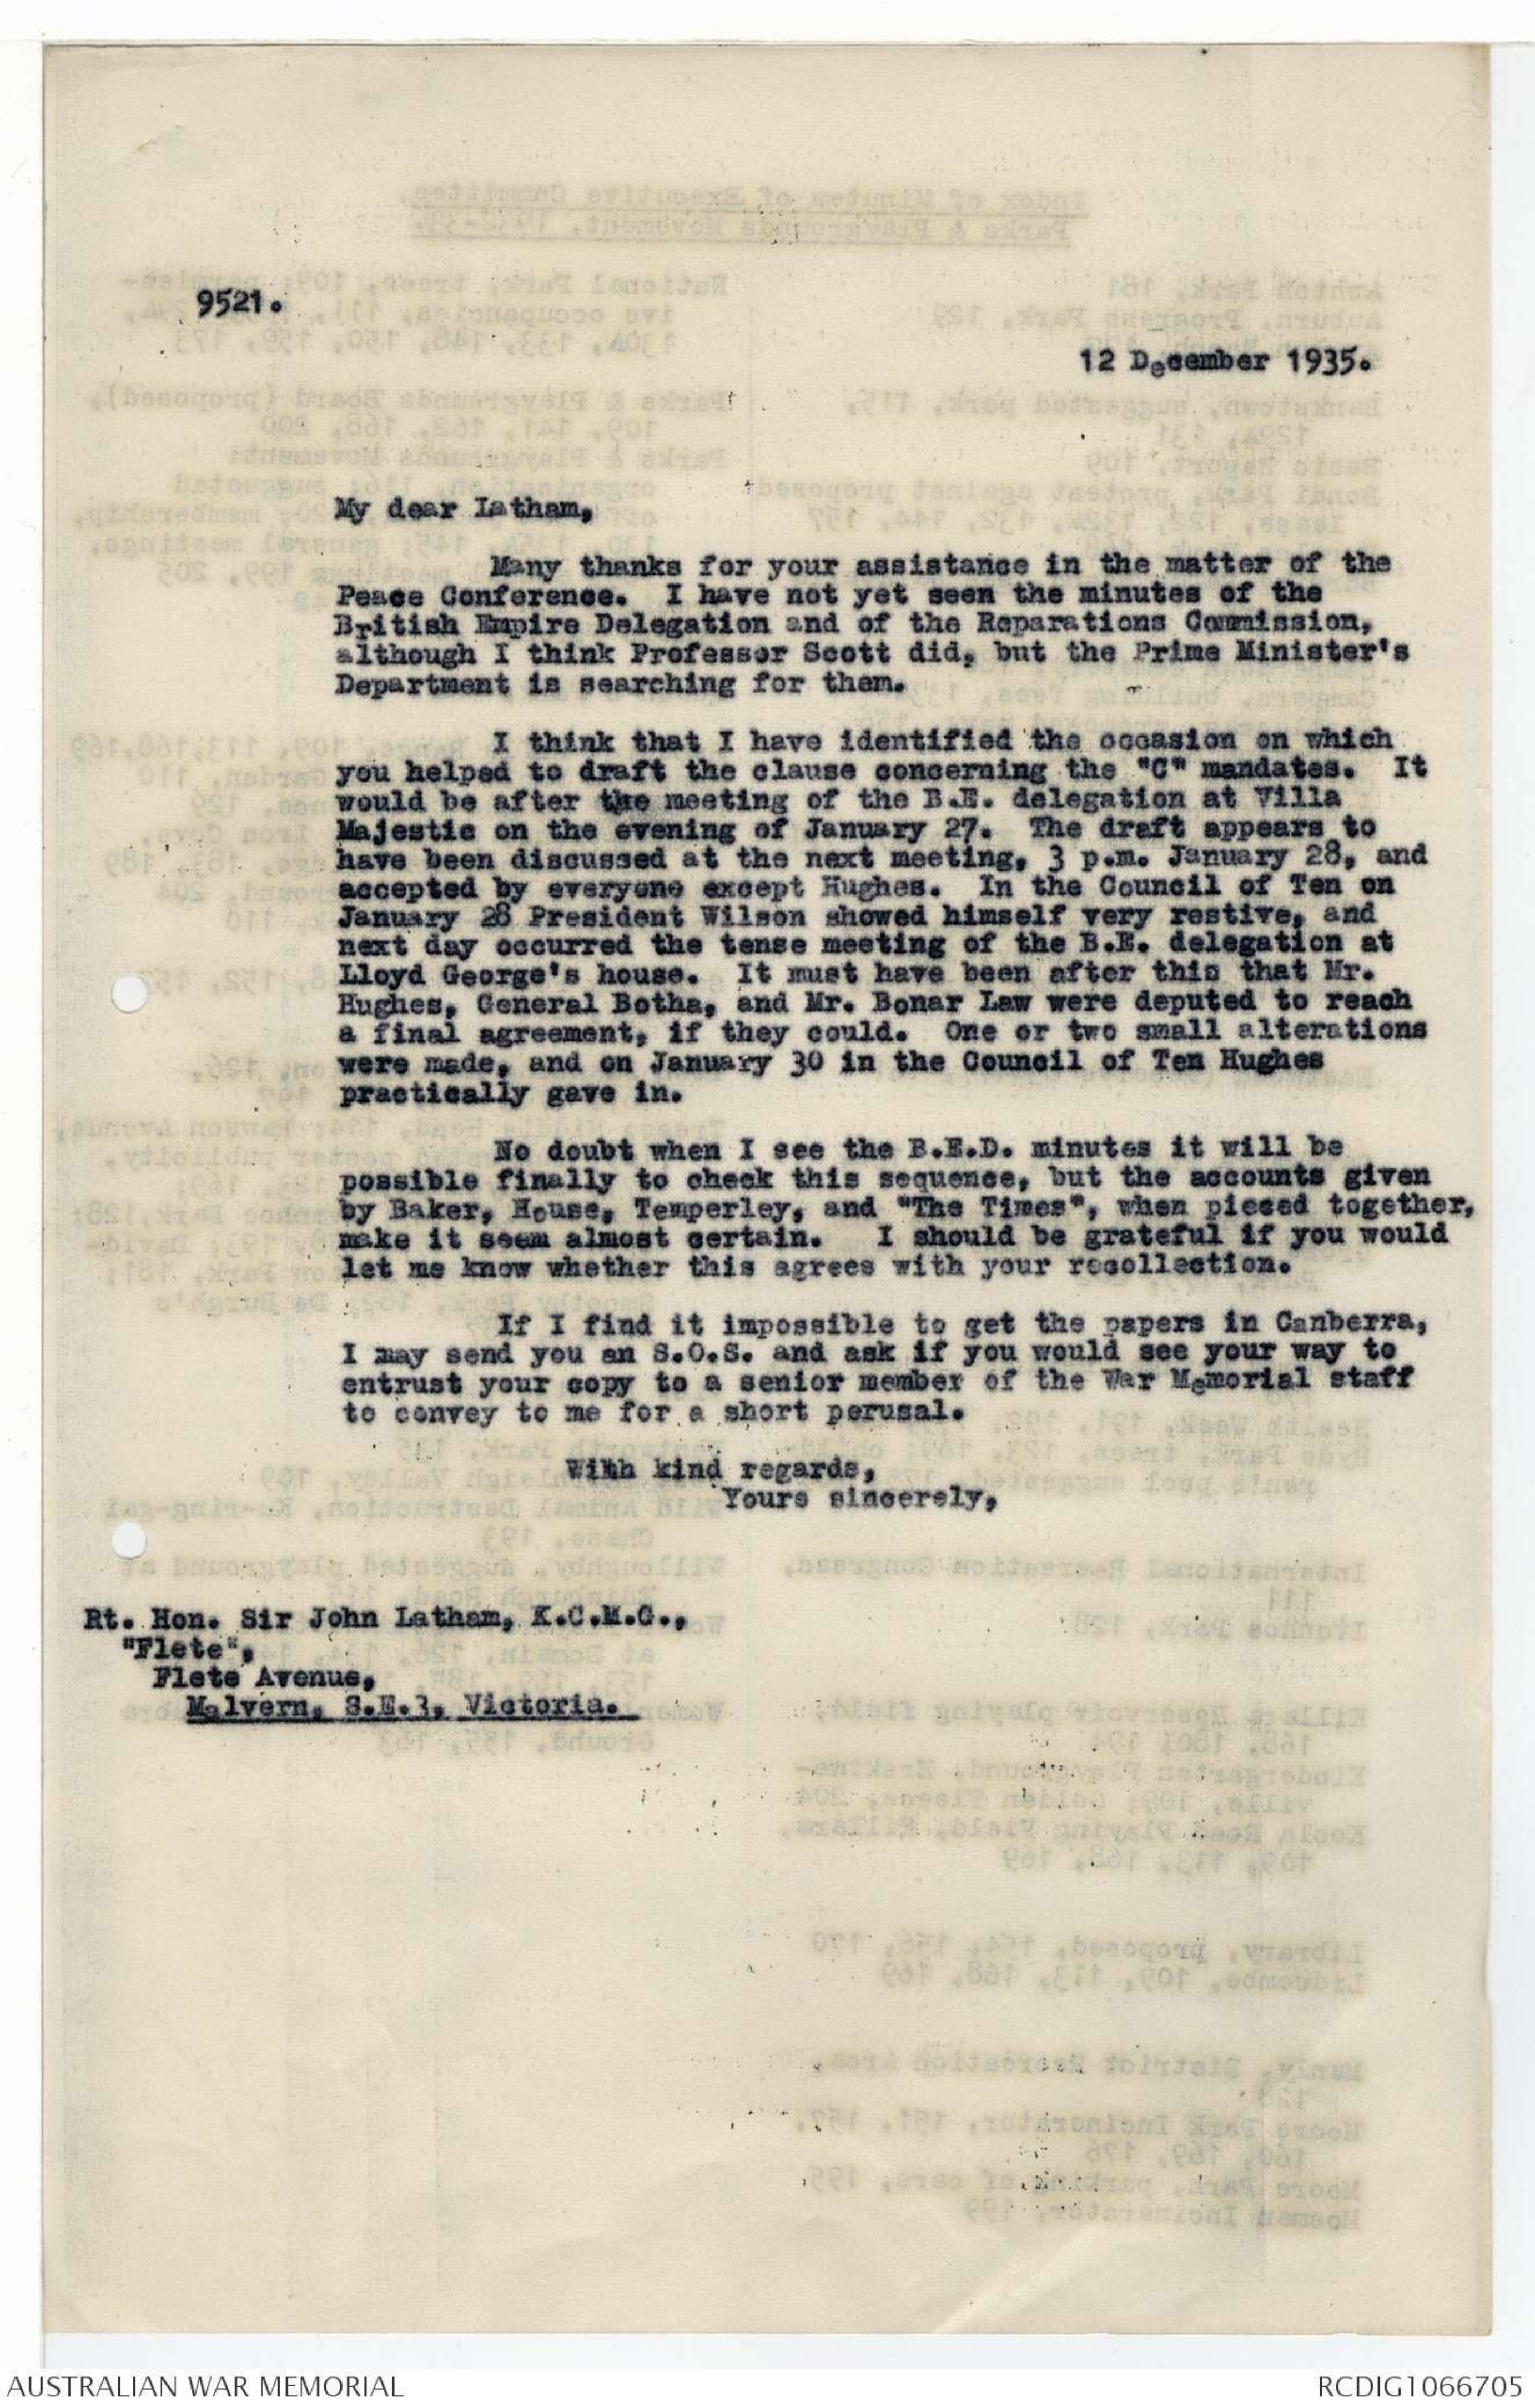 9521.
12 December 1935.
My dear Latham,
Many thanks for your assistance in the matter of the
Peace Conference. I have not yet seen the minutes of the
British Empire Delegation and of the Reparations Commission,
although I think Professor Scott did, but the Prime Minister's
Department is searching for them.
I think that I have identified the occasion on which
you helped to draft the clause concerning the "C" mandates. It
would be after the meeting of the B.E. delegation at Villa
Majestic on the evening of January 27. The draft appears to
have been discussed at the next meeting, 3 p.m. January 28, and
accepted by everyone except Hughes. In the Council of Ten on
January 28 President Wilson showed himself very restive, and
next day occurred the tense meeting of the B.E. delegation at
Lloyd George's house. It must have been after this that Mr.
Hughes, General Botha, and Mr. Bonar Law were deputed to reach
a final agreement, if they could. One or two small alterations
were made, and on January 30 in the Council of Ten Hughes
practically gave in.
No doubt when I see the B.E.D. minutes it will be
possible finally to check this sequence, but the accounts given
by Baker, House, Temperley, and "The Times", when pieced together,
make it seem almost certain. I should be grateful if you would
let me know whether this agrees with your recollection.
If I find it impossible to get the papers in Canberra,
I may send you an S.O.S. and ask if you would see your way to
entrust your copy to a senior member of the War Memorial staff
to convey to me for a short perusal.
With kind regards,
Yours sincerely,
Rt. Hon. Sir John Latham, K.C.M.G.,
"Flete",
Flete Avenue,
Malvern, S.E.3, Victoria.
AUSTRALIAN WAR MEMORIAL
RCDIG1066705